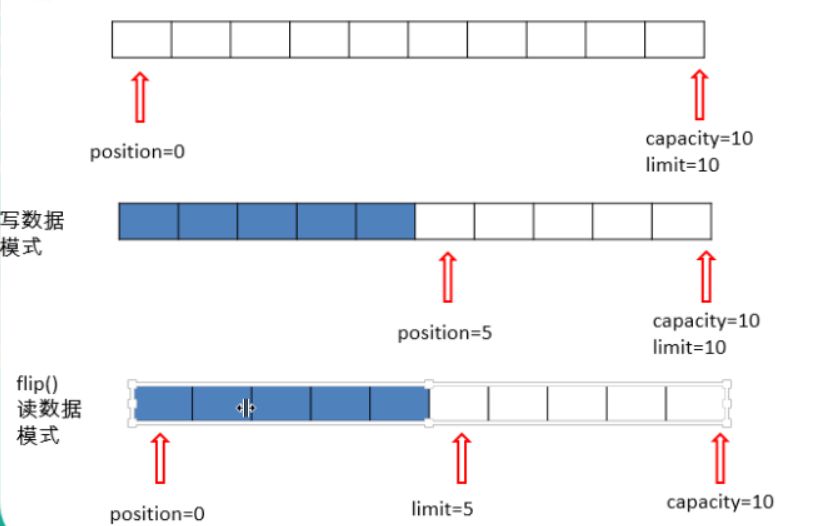 position=0
capacity=10
limit=10
写数据
模式
position=5
capacity=10
limit=10
flip()
读数据
模式
position=0
limit=5
capacity=10